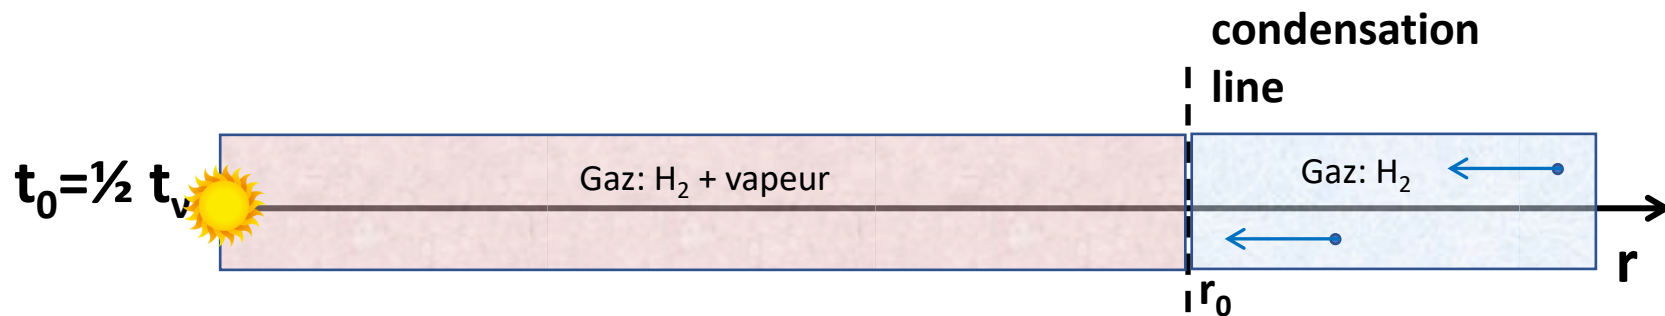 condensation
line
t₀=½ tᵥ
Gaz: H₂ + vapeur
Gaz: H₂
r
r₀